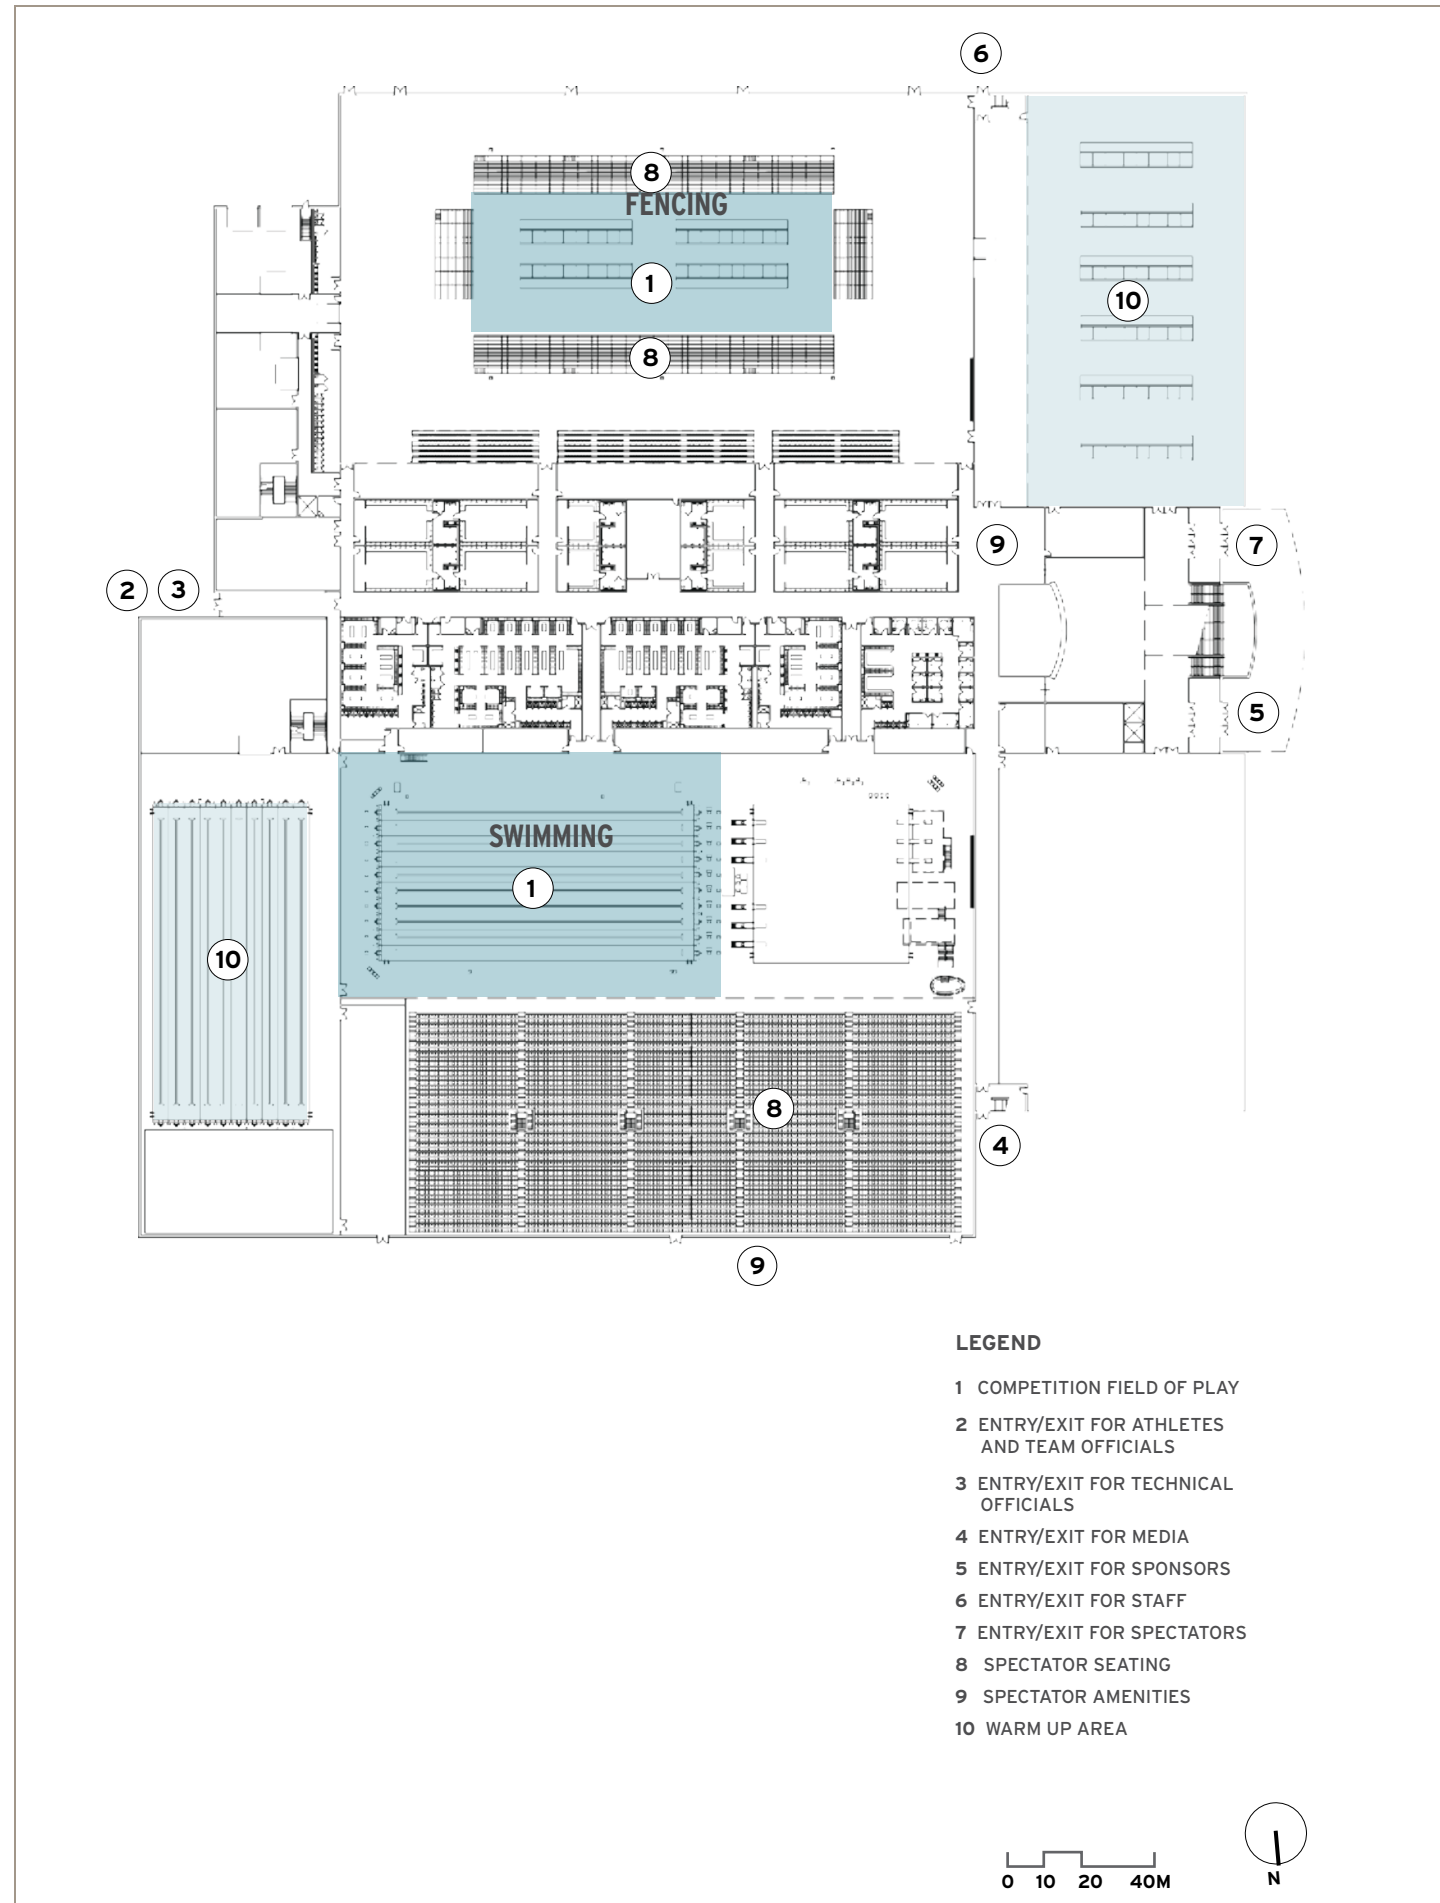 6
8
FENCING
1
10
8
9
7
2 3
5
SWIMMING
1
10
8
4
9
LEGEND
1 COMPETITION FIELD OF PLAY
2 ENTRY/EXIT FOR ATHLETES
AND TEAM OFFICIALS
3 ENTRY/EXIT FOR TECHNICAL
OFFICIALS
4 ENTRY/EXIT FOR MEDIA
5 ENTRY/EXIT FOR SPONSORS
6 ENTRY/EXIT FOR STAFF
7 ENTRY/EXIT FOR SPECTATORS
8 SPECTATOR SEATING
9 SPECTATOR AMENITIES
10 WARM UP AREA
0 10 20 40M
N